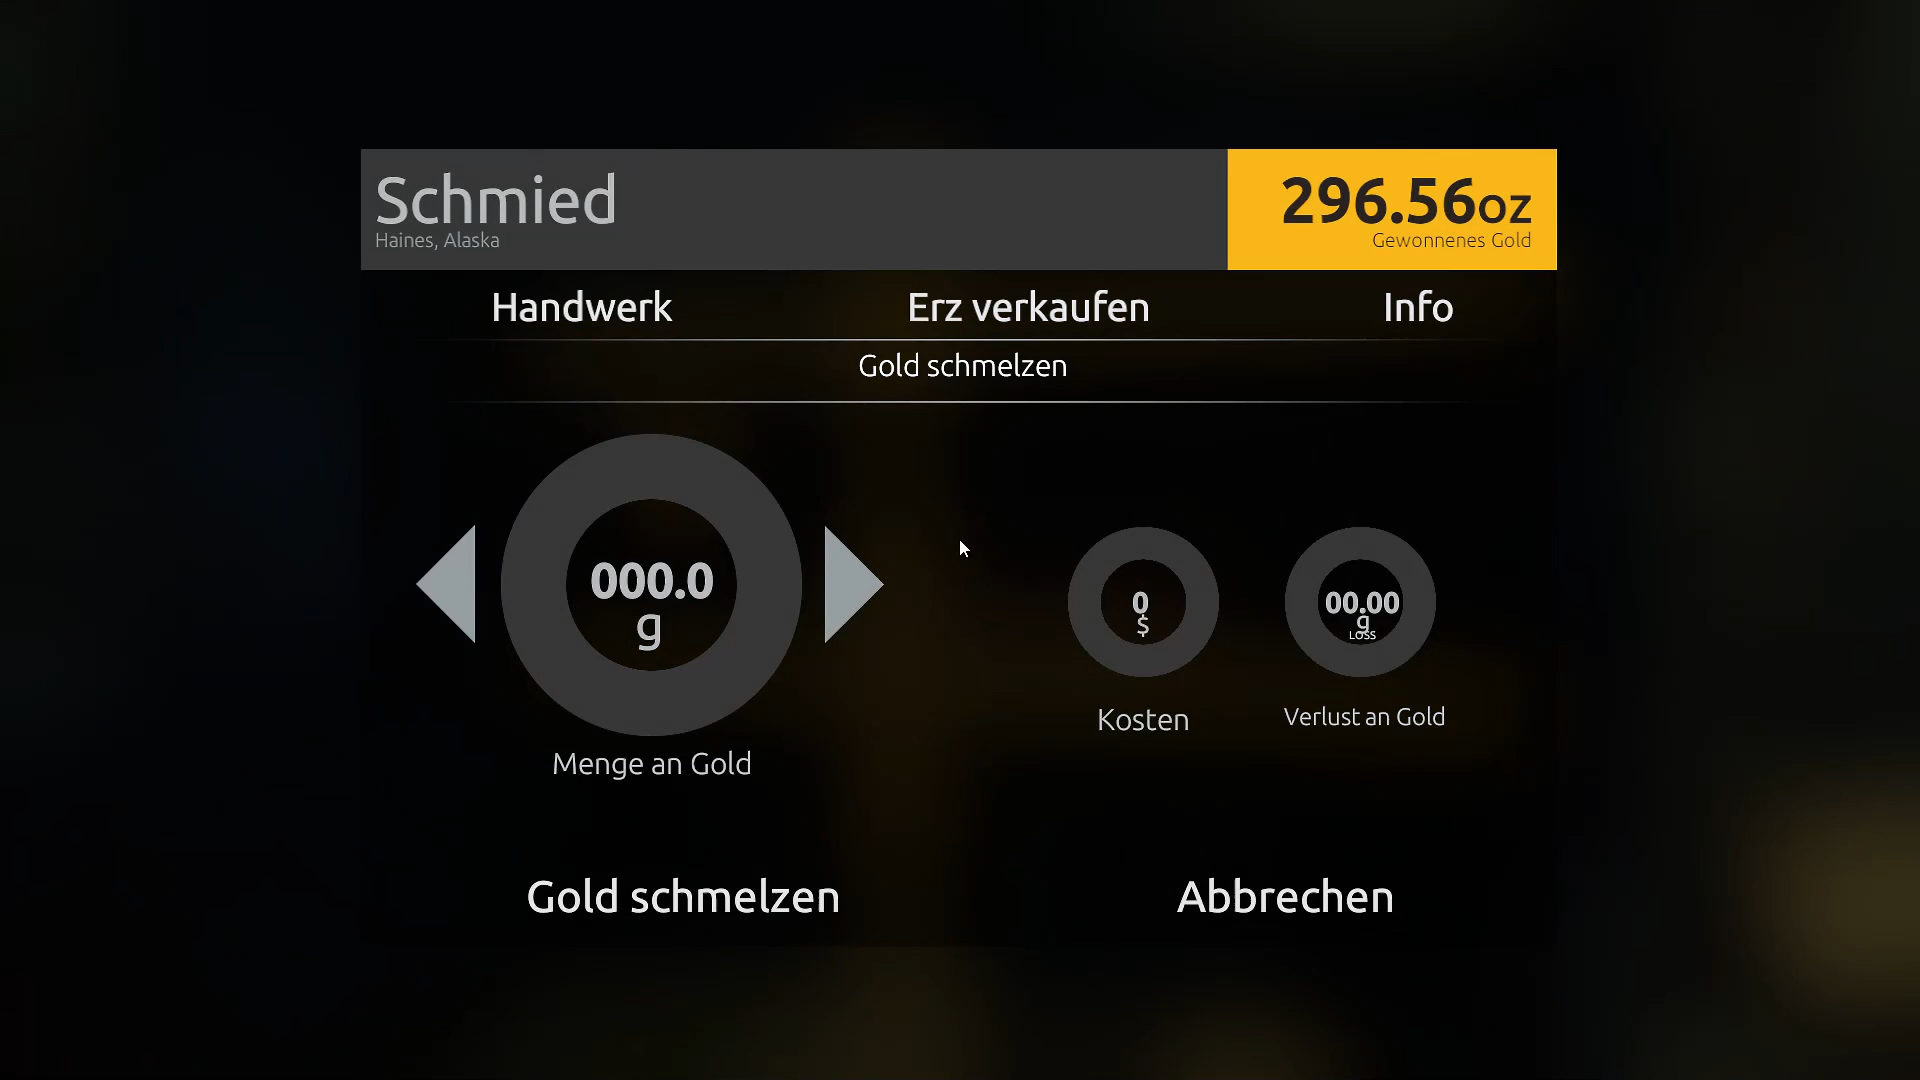 Schmied
Haines, Alaska
296.56oz
Gewonnenes Gold
Handwerk
Erz verkaufen
Info
Gold schmelzen
000.0
g
Menge an Gold
0
$
Kosten
00.00
g
LOSS
Verlust an Gold
Gold schmelzen
Abbrechen